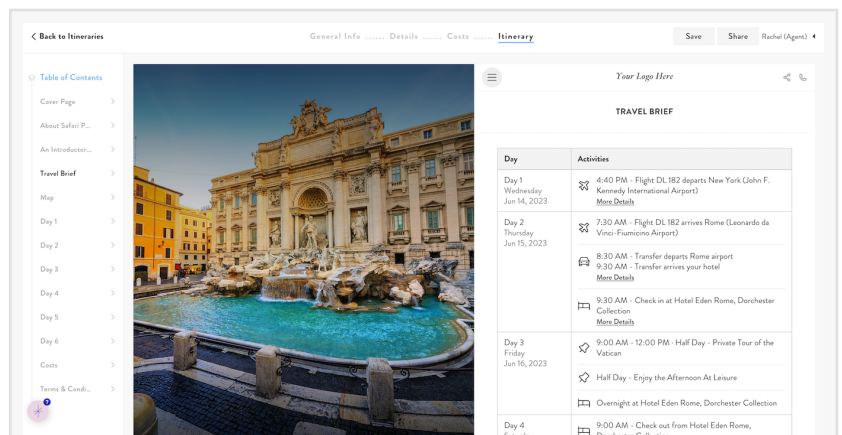 Back to Itineraries
General Info ...... Details ...... Costs ...... Itinerary
Save
Share
Rachel (Agent)
Table of Contents
Cover Page
About Safari P...
An Introductor...
Travel Brief
Map
Day 1
Day 2
Day 3
Day 4
Day 5
Day 6
Costs
Terms & Condi...
?
Your Logo Here
TRAVEL BRIEF
Day
Activities
Day 1
Wednesday
Jun 14, 2023
4:40 PM - Flight DL 182 departs New York (John F.
Kennedy International Airport)
More Details
Day 2
Thursday
Jun 15, 2023
7:30 AM - Flight DL 182 arrives Rome (Leonardo da
Vinci-Fiumicino Airport)
8:30 AM - Transfer departs Rome airport
9:30 AM - Transfer arrives your hotel
More Details
9:30 AM - Check in at Hotel Eden Rome, Dorchester
Collection
More Details
Day 3
Friday
Jun 16, 2023
9:00 AM - 12:00 PM - Half Day - Private Tour of the
Vatican
Half Day - Enjoy the Afternoon At Leisure
Overnight at Hotel Eden Rome, Dorchester Collection
Day 4
9:00 AM - Check out from Hotel Eden Rome,